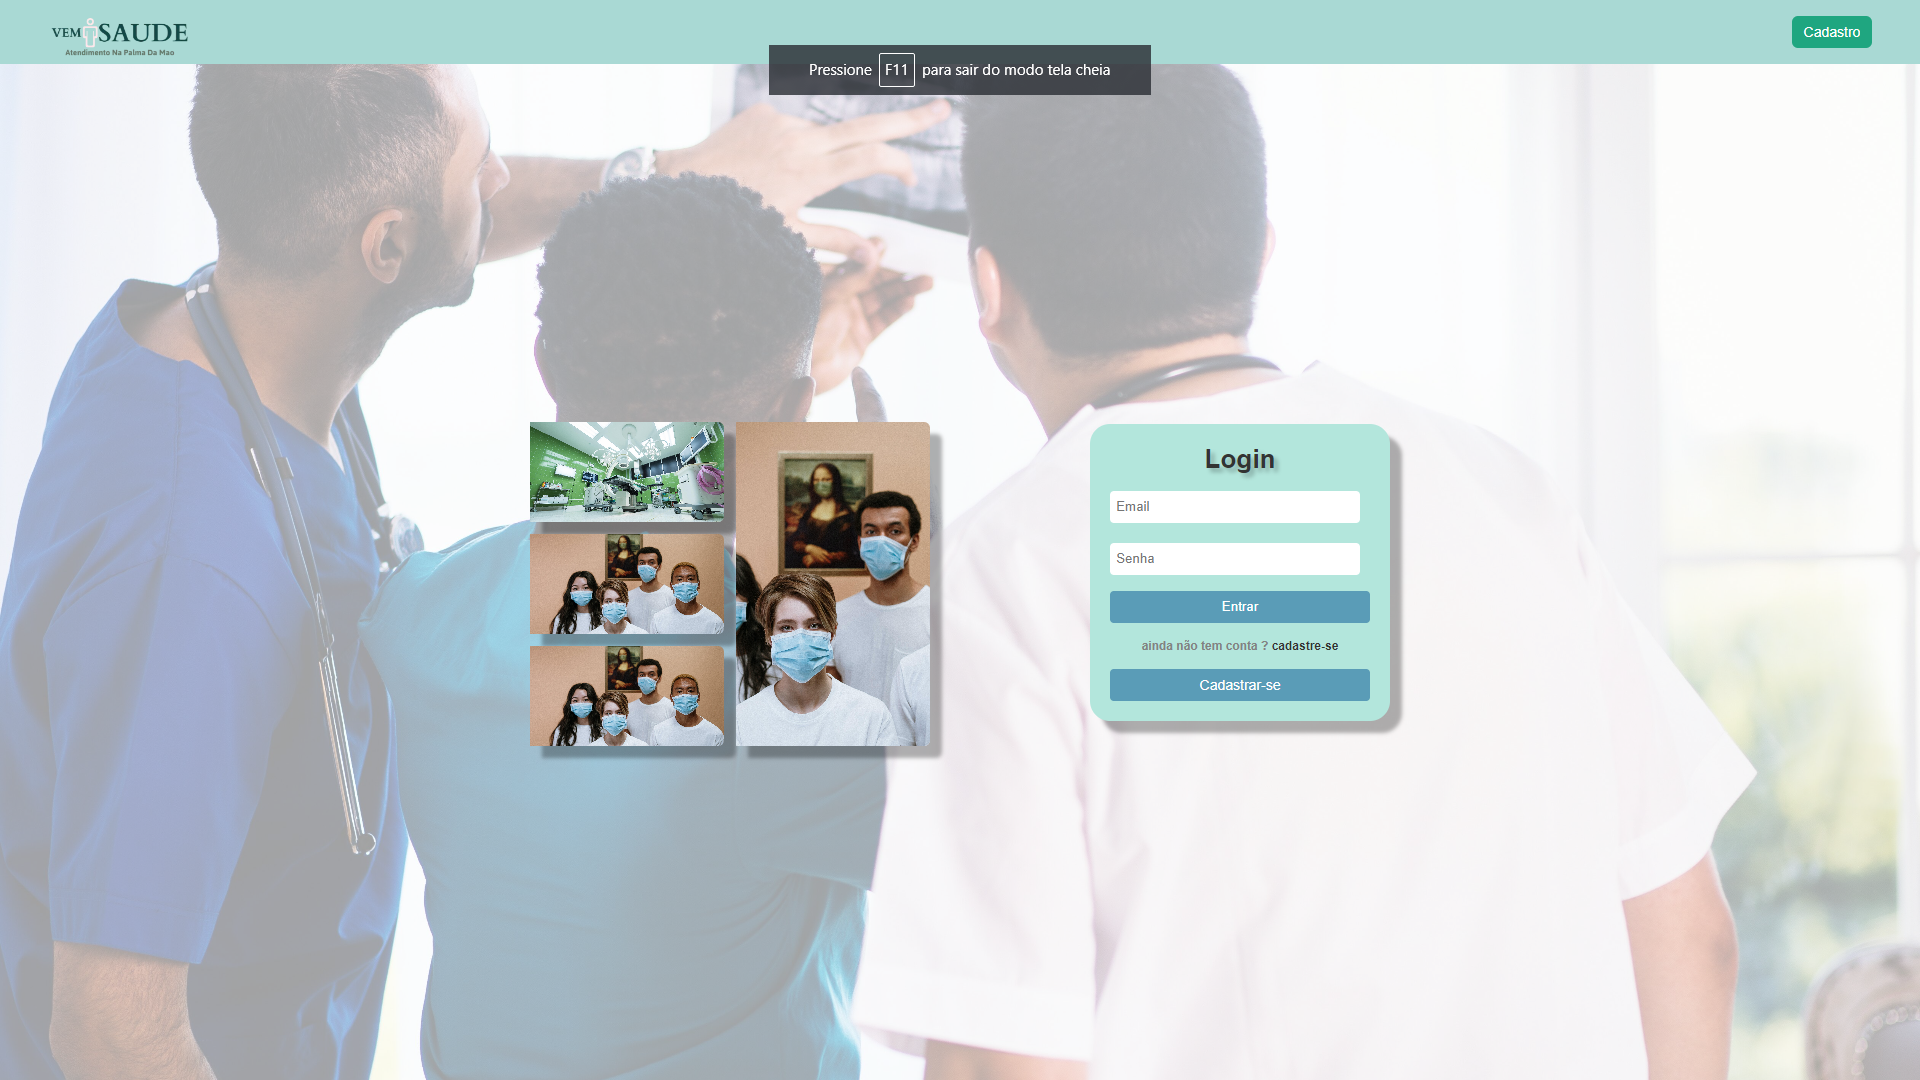 VEM SAUDE
Atendimento Na Palma Da Mao
Cadastro
Pressione F11 para sair do modo tela cheia
Login
Email
Senha
Entrar
ainda não tem conta ? cadastre-se
Cadastrar-se